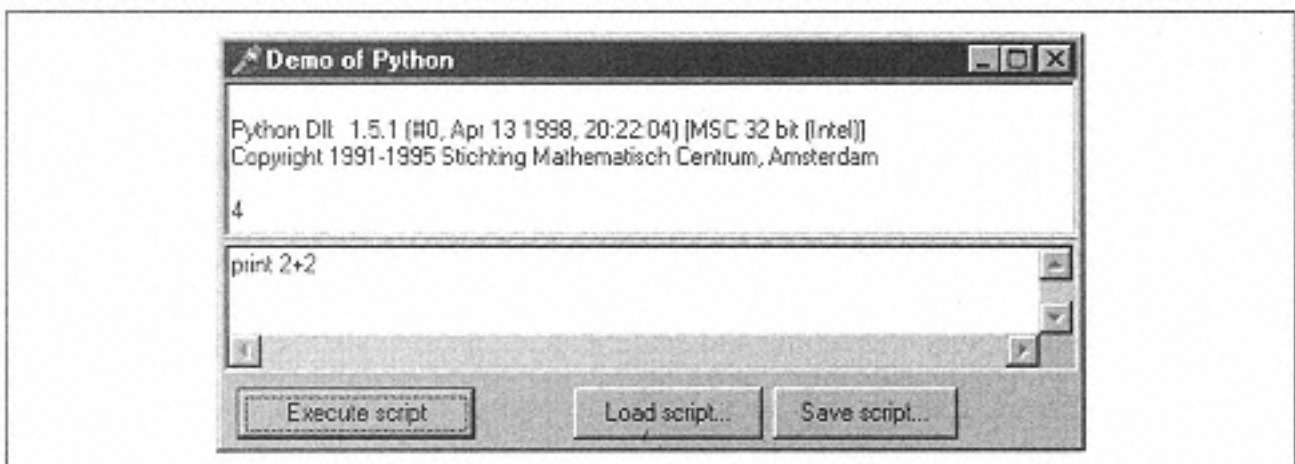 Demo of Python
Python Dll: 1.5.1 (#0, Apr 13 1998, 20:22:04) [MSC 32 bit (Intel)]
Copyright 1991-1995 Stichting Mathematisch Centrum, Amsterdam
4
print 2+2
Execute script
Load script...
Save script...